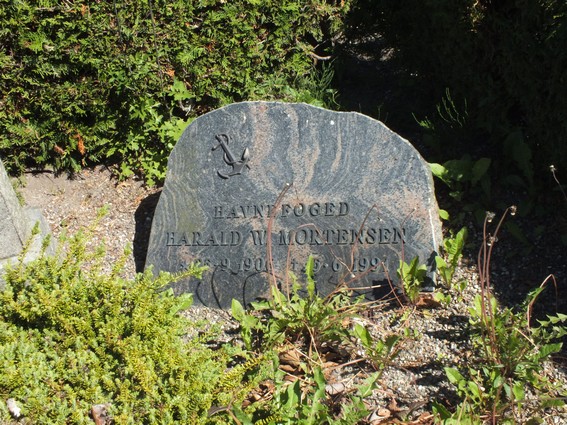 HAVNEFOGED
HARALD W. MORTENSEN